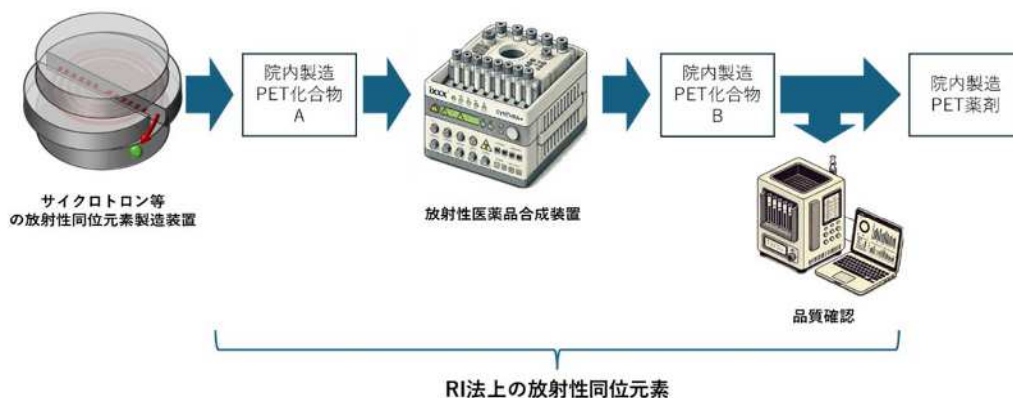 院内製造
PET化合物
A
院内製造
PET化合物
B
院内製造
PET薬剤
サイクロトロン等
の放射性同位元素製造装置
放射性医薬品合成装置
品質確認
RI法上の放射性同位元素